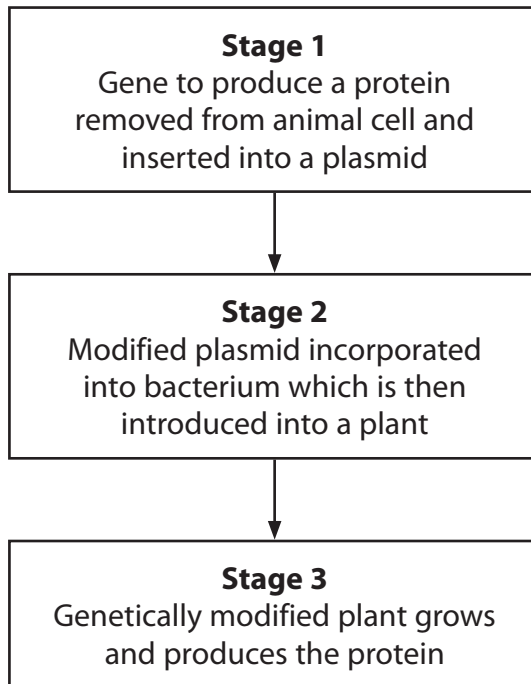 Stage 1
Gene to produce a protein
removed from animal cell and
inserted into a plasmid
Stage 2
Modified plasmid incorporated
into bacterium which is then
introduced into a plant
Stage 3
Genetically modified plant grows
and produces the protein